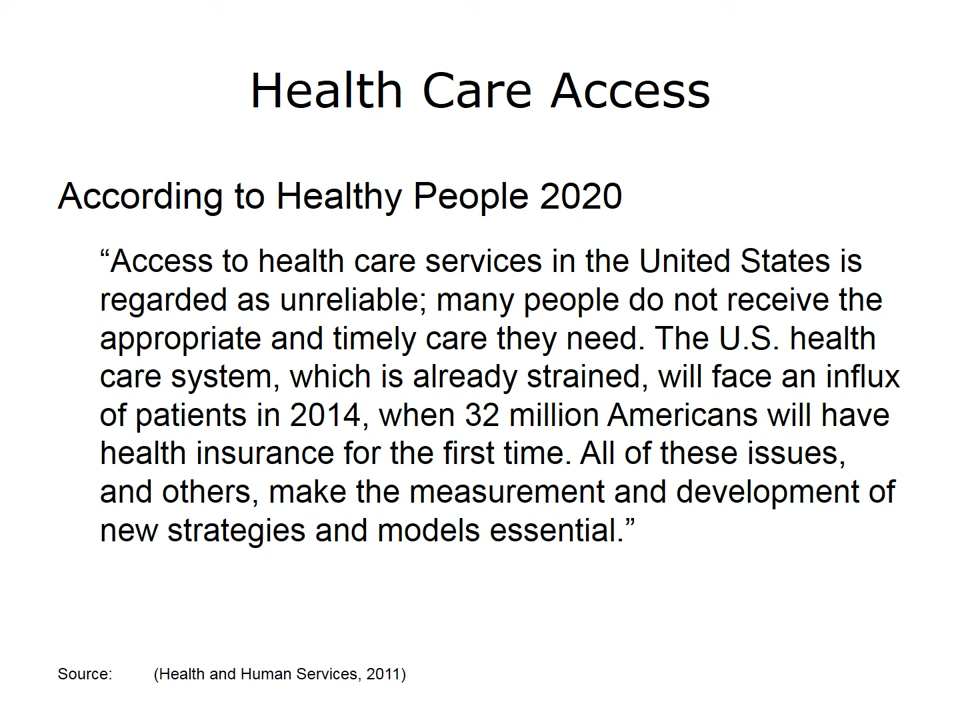 Health Care Access
According to Healthy People 2020
“Access to health care services in the United States is
regarded as unreliable; many people do not receive the
appropriate and timely care they need. The U.S. health
care system, which is already strained, will face an influx
of patients in 2014, when 32 million Americans will have
health insurance for the first time. All of these issues,
and others, make the measurement and development of
new strategies and models essential.”
Source: (Health and Human Services, 2011)